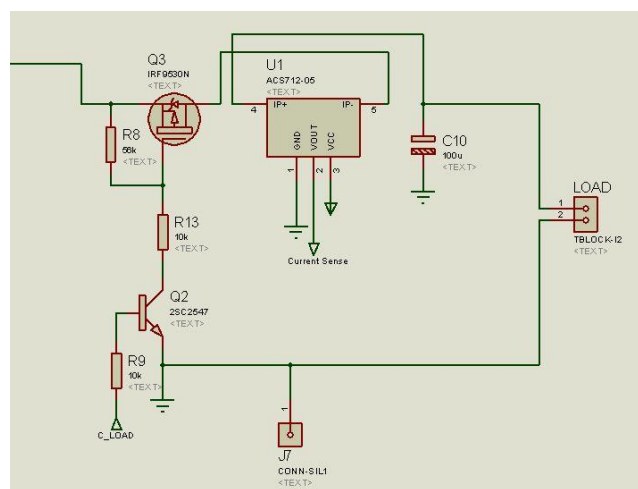 Q3
IRF9530N
<TEXT>
U1
ACS712-05
<TEXT>
4
IP+
IP-
5
GND
VOUT
VCC
1
2
3
R8
56k
<TEXT>
C10
100u
<TEXT>
LOAD
1
2
TBLOCK-I2
<TEXT>
R13
10k
<TEXT>
Current Sense
Q2
2SC2547
<TEXT>
R9
10k
<TEXT>
C_LOAD
1
J7
CONN-SIL1
<TEXT>